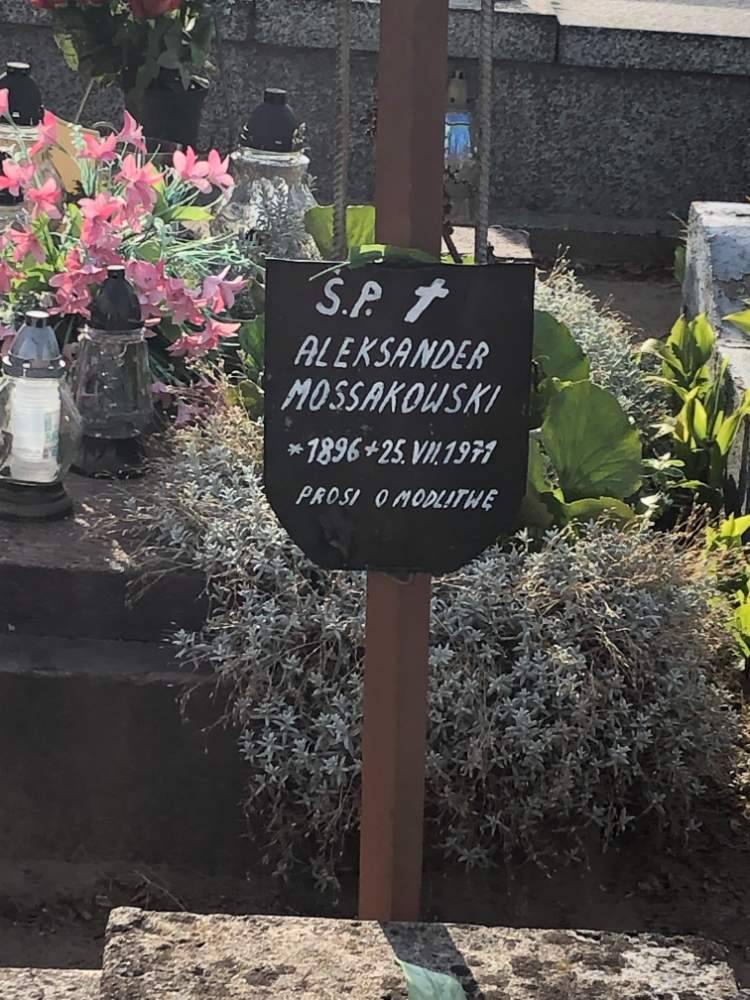 Ś.P. ✝
ALEKSANDER
MOSSAKOWSKI
*1896+25.VII.1971
PROSI O MODLITWĘ